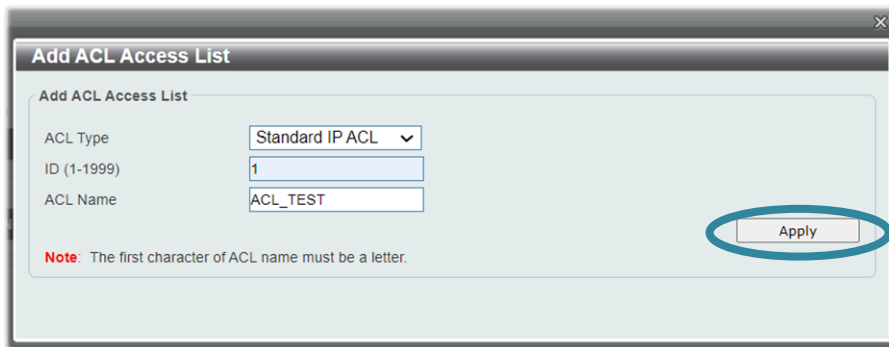 Add ACL Access List
Add ACL Access List
ACL Type Standard IP ACL
ID (1-1999) 1
ACL Name ACL_TEST
Apply
Note: The first character of ACL name must be a letter.